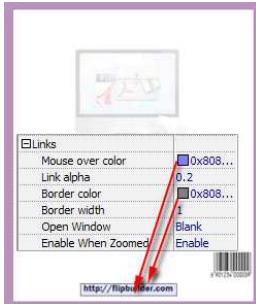 Links
Mouse over color 0x808...
Link alpha 0.2
Border color 0x808...
Border width 1
Open Window Blank
Enable When Zoomed Enable
http://flipbuilder.com